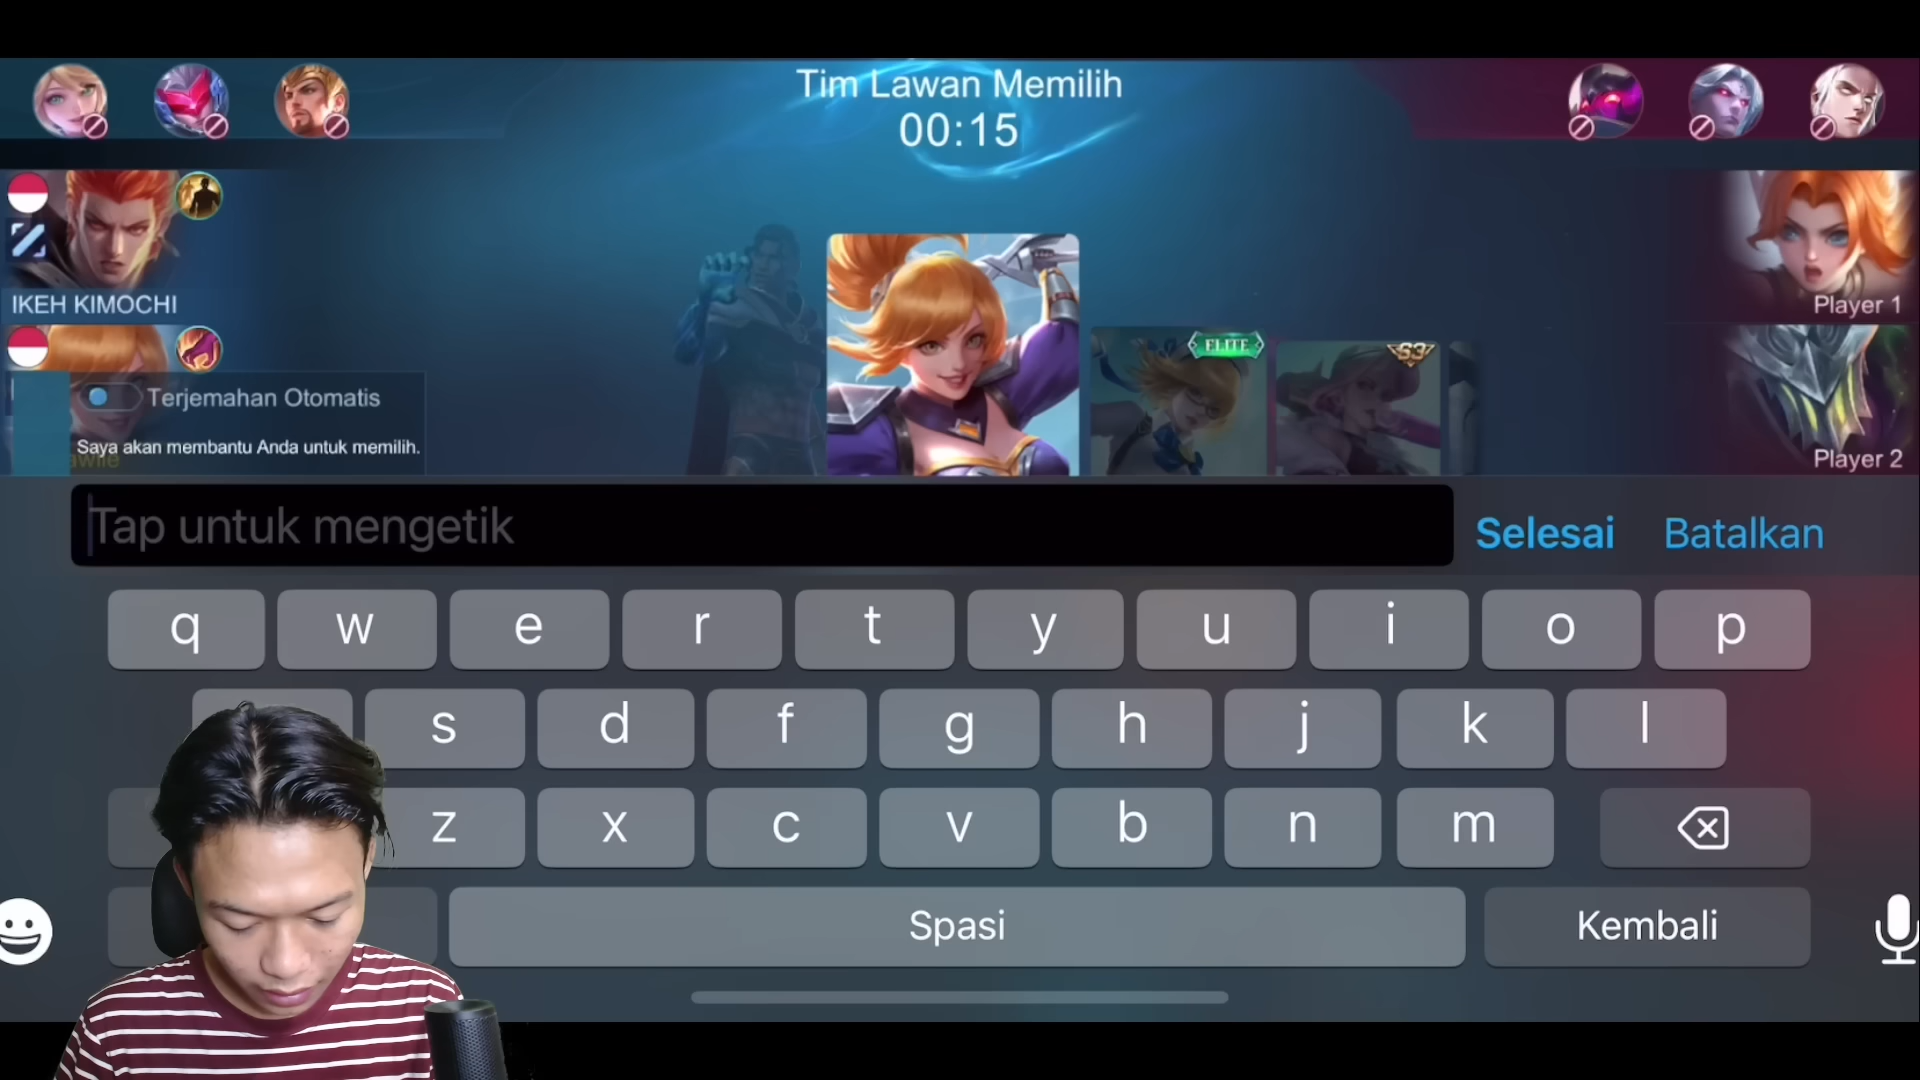 Tim Lawan Memilih
00:15
IKEH KIMOCHI
Player 1
ELITE
S3
Terjemahan Otomatis
Saya akan membantu Anda untuk memilih.
Player 2
Tap untuk mengetik
Selesai Batalkan
q w e r t y u i o p
s d f g h j k l
z x c v b n m
Spasi
Kembali